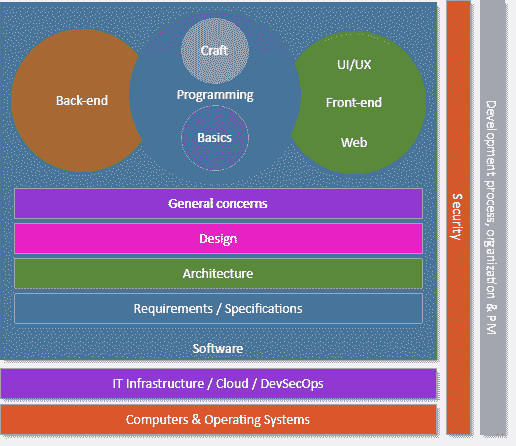 Craft
Programming
Basics
Back-end
UI/UX
Front-end
Web
General concerns
Design
Architecture
Requirements / Specifications
Software
IT Infrastructure / Cloud / DevSecOps
Computers & Operating Systems
Security
Development process, organization & PM